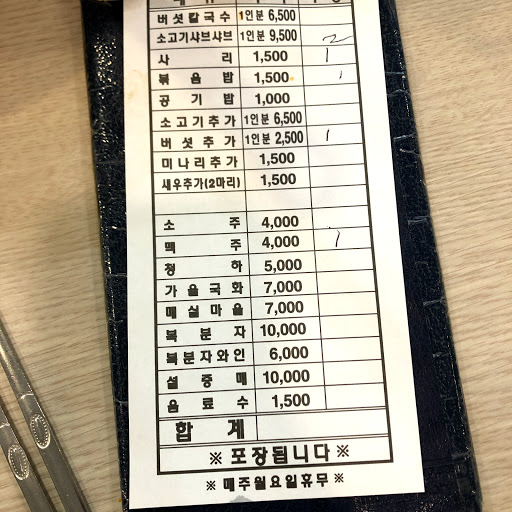 버섯칼국수 1인분 6,500
소고기샤브샤브 1인분 9,500 2
사리 1,500 1
볶음밥 1,500 1
공기밥 1,000
소고기추가 1인분 6,500
버섯추가 1인분 2,500 1
미나리추가 1,500
새우추가(2마리) 1,500
소주 4,000
맥주 4,000 1
청하 5,000
가을국화 7,000
매실마을 7,000
복분자 10,000
복분자와인 6,000
설중매 10,000
음료수 1,500
합계
※ 포장됩니다 ※
※ 매주월요일휴무 ※